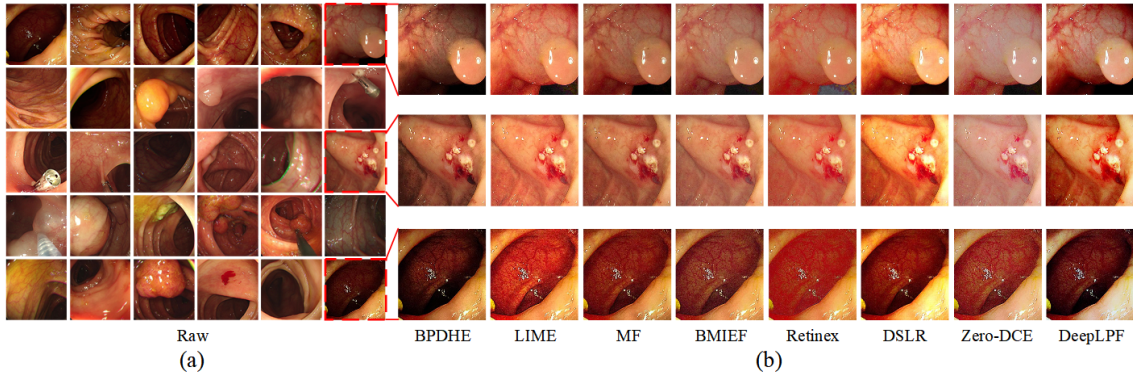 Raw
BPDHE LIME MF BMIEF Retinex DSLR Zero-DCE DeepLPF
(a) (b)